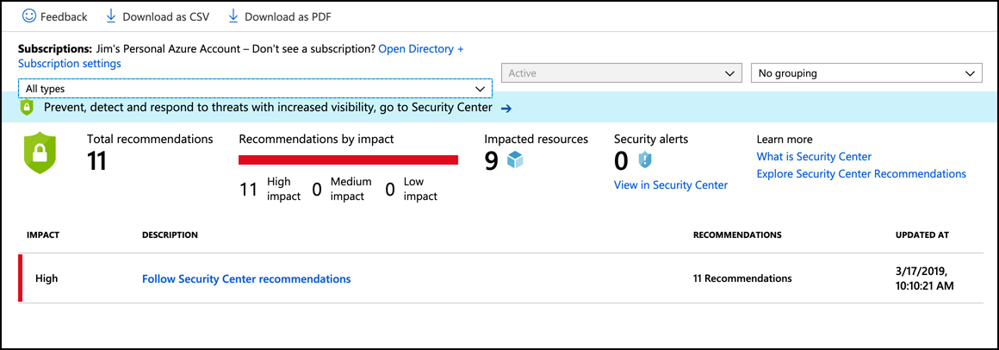 Feedback Download as CSV Download as PDF
Subscriptions: Jim's Personal Azure Account – Don't see a subscription? Open Directory +
Subscription settings
All types
Active
No grouping
Prevent, detect and respond to threats with increased visibility, go to Security Center →
Total recommendations
11
Recommendations by impact
11 High impact 0 Medium impact 0 Low impact
Impacted resources
9
Security alerts
0
View in Security Center
Learn more
What is Security Center
Explore Security Center Recommendations
IMPACT DESCRIPTION RECOMMENDATIONS UPDATED AT
High Follow Security Center recommendations 11 Recommendations 3/17/2019,
10:10:21 AM